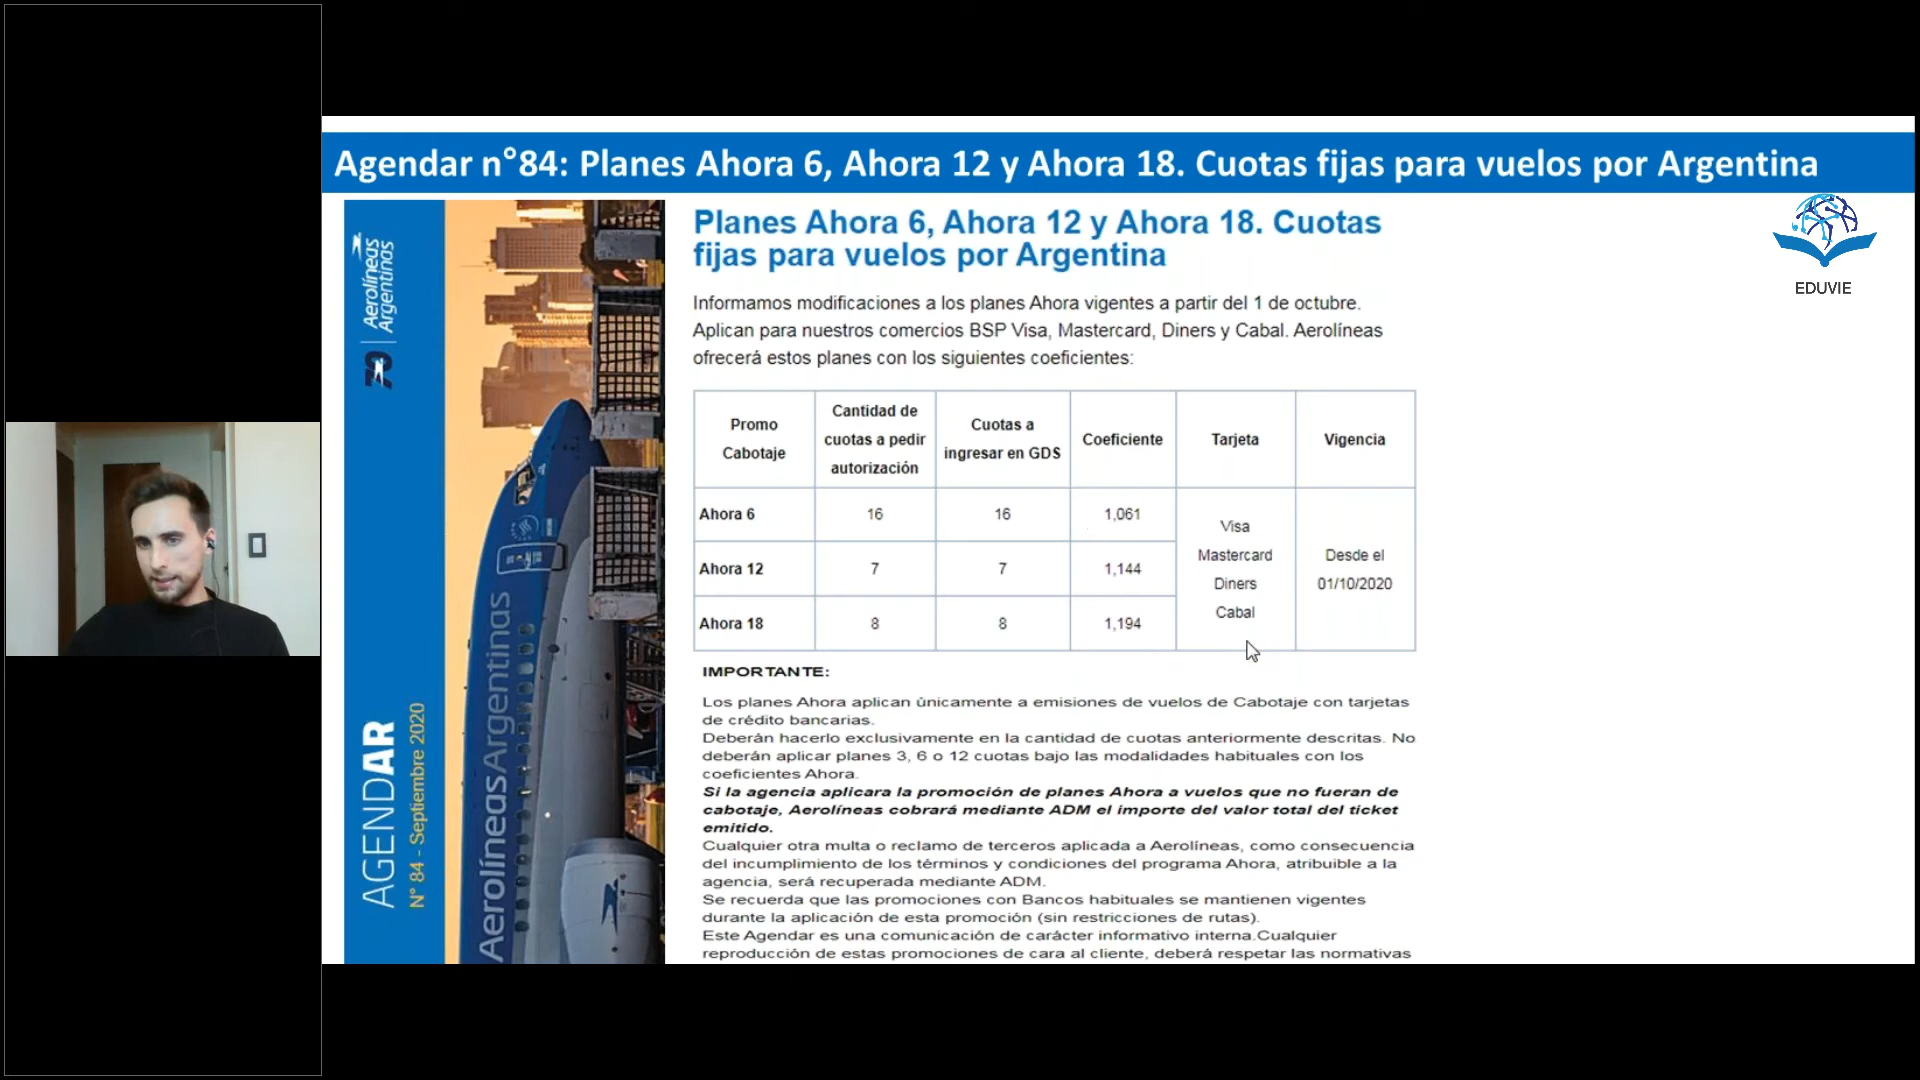 Agendar n°84: Planes Ahora 6, Ahora 12 y Ahora 18. Cuotas fijas para vuelos por Argentina
EDUVIE
Aerolíneas
Argentinas
70
AGENDAR
N° 84 - Septiembre 2020
AerolíneasArgentinas
Planes Ahora 6, Ahora 12 y Ahora 18. Cuotas
fijas para vuelos por Argentina
Informamos modificaciones a los planes Ahora vigentes a partir del 1 de octubre.
Aplican para nuestros comercios BSP Visa, Mastercard, Diners y Cabal. Aerolíneas
ofrecerá estos planes con los siguientes coeficientes:
Promo
Cabotaje
Cantidad de
cuotas a pedir
autorización
Cuotas a
ingresar en GDS
Coeficiente
Tarjeta
Vigencia
Ahora 6 16 16 1,061
Ahora 12 7 7 1,144
Ahora 18 8 8 1,194
Visa
Mastercard
Diners
Cabal
Desde el
01/10/2020
IMPORTANTE:
Los planes Ahora aplican únicamente a emisiones de vuelos de Cabotaje con tarjetas
de crédito bancarias.
Deberán hacerlo exclusivamente en la cantidad de cuotas anteriormente descritas. No
deberán aplicar planes 3, 6 o 12 cuotas bajo las modalidades habituales con los
coeficientes Ahora.
Si la agencia aplicara la promoción de planes Ahora a vuelos que no fueran de
cabotaje, Aerolíneas cobrará mediante ADM el importe del valor total del ticket
emitido.
Cualquier otra multa o reclamo de terceros aplicada a Aerolíneas, como consecuencia
del incumplimiento de los términos y condiciones del programa Ahora, atribuible a la
agencia, será recuperada mediante ADM.
Se recuerda que las promociones con Bancos habituales se mantienen vigentes
durante la aplicación de esta promoción (sin restricciones de rutas).
Este Agendar es una comunicación de carácter informativo interna.Cualquier
reproducción de estas promociones de cara al cliente, deberá respetar las normativas